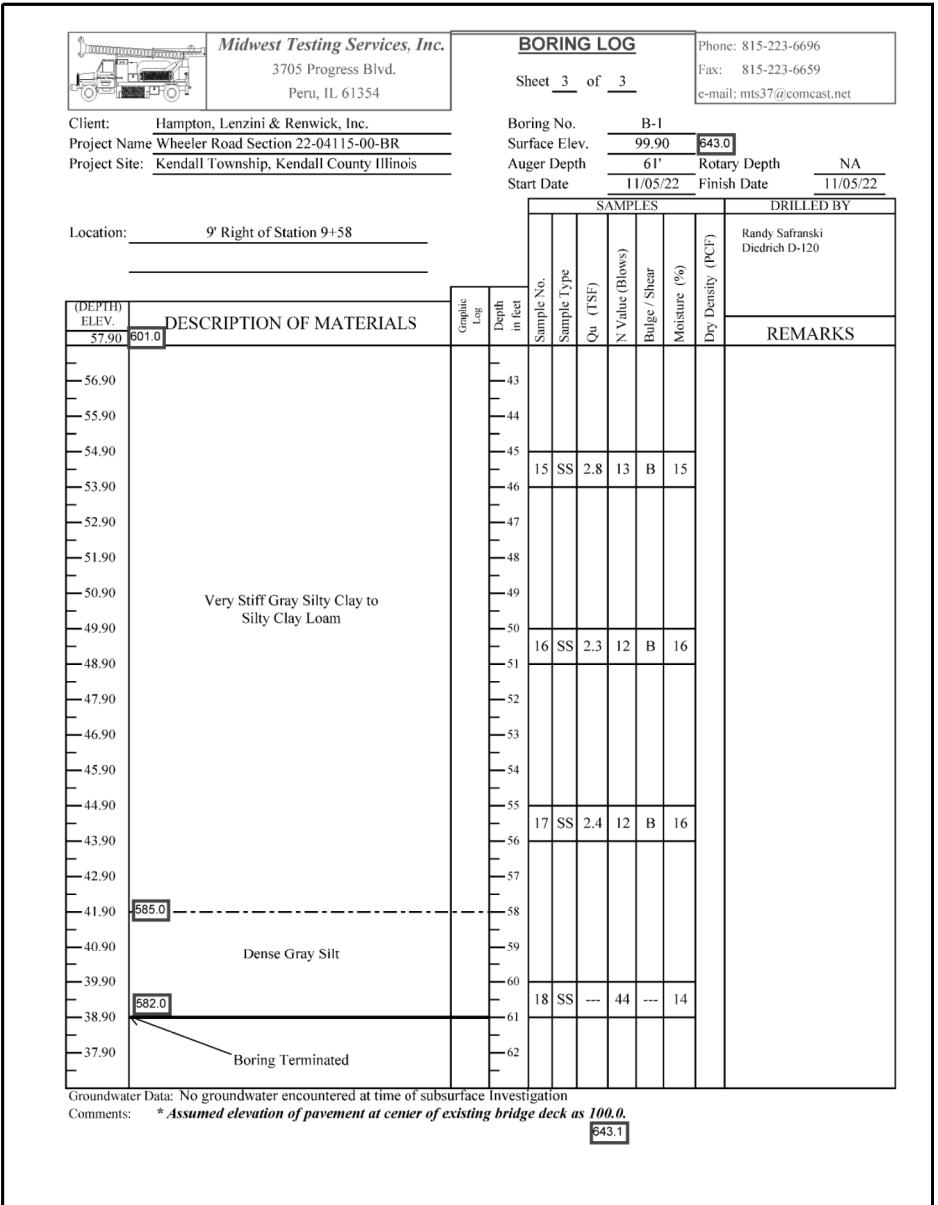 Midwest Testing Services, Inc.
3705 Progress Blvd.
Peru, IL 61354
BORING LOG
Sheet 3 of 3
Phone: 815-223-6696
Fax: 815-223-6659
e-mail: mts37@comcast.net
Client: Hampton, Lenzini & Renwick, Inc.
Project Name Wheeler Road Section 22-04115-00-BR
Project Site: Kendall Township, Kendall County Illinois
Boring No. B-1
Surface Elev. 99.90 643.0
Auger Depth 61' Rotary Depth NA
Start Date 11/05/22 Finish Date 11/05/22
SAMPLES
DRILLED BY
Location: 9' Right of Station 9+58
Randy Safranski
Diedrich D-120
(DEPTH)
ELEV.
57.90 601.0
DESCRIPTION OF MATERIALS
Graphic
Log
Depth
in feet
Sample No.
Sample Type
Qu (TSF)
N Value (Blows)
Bulge / Shear
Moisture (%)
Dry Density (PCF)
REMARKS
56.90 43
55.90 44
54.90 45
15 SS 2.8 13 B 15
53.90 46
52.90 47
51.90 48
50.90 49
Very Stiff Gray Silty Clay to
Silty Clay Loam
49.90 50
16 SS 2.3 12 B 16
48.90 51
47.90 52
46.90 53
45.90 54
44.90 55
17 SS 2.4 12 B 16
43.90 56
42.90 57
41.90 585.0 58
40.90 Dense Gray Silt 59
39.90 60
582.0 18 SS --- 44 --- 14
38.90 61
37.90 62
Boring Terminated
Groundwater Data: No groundwater encountered at time of subsurface Investigation
Comments: * Assumed elevation of pavement at cener of existing bridge deck as 100.0.
643.1